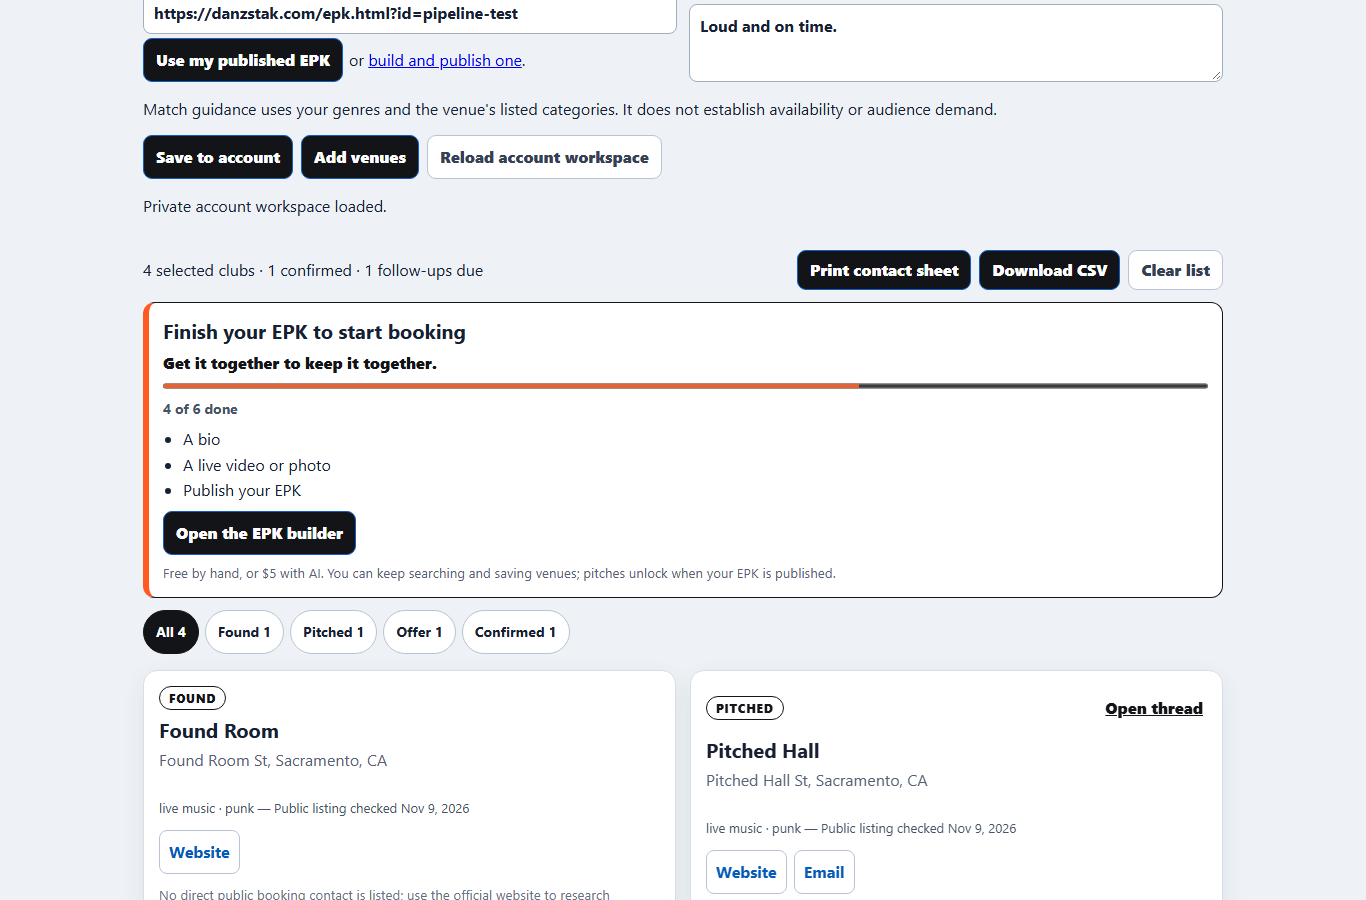 https://danzstak.com/epk.html?id=pipeline-test
Loud and on time.
Use my published EPK or build and publish one.
Match guidance uses your genres and the venue's listed categories. It does not establish availability or audience demand.
Save to account Add venues Reload account workspace
Private account workspace loaded.
4 selected clubs · 1 confirmed · 1 follow-ups due
Print contact sheet Download CSV Clear list
Finish your EPK to start booking
Get it together to keep it together.
4 of 6 done
• A bio
• A live video or photo
• Publish your EPK
Open the EPK builder
Free by hand, or $5 with AI. You can keep searching and saving venues; pitches unlock when your EPK is published.
All 4 Found 1 Pitched 1 Offer 1 Confirmed 1
FOUND
Found Room
Found Room St, Sacramento, CA
live music · punk — Public listing checked Nov 9, 2026
Website
No direct public booking contact is listed; use the official website to research
PITCHED
Open thread
Pitched Hall
Pitched Hall St, Sacramento, CA
live music · punk — Public listing checked Nov 9, 2026
Website Email